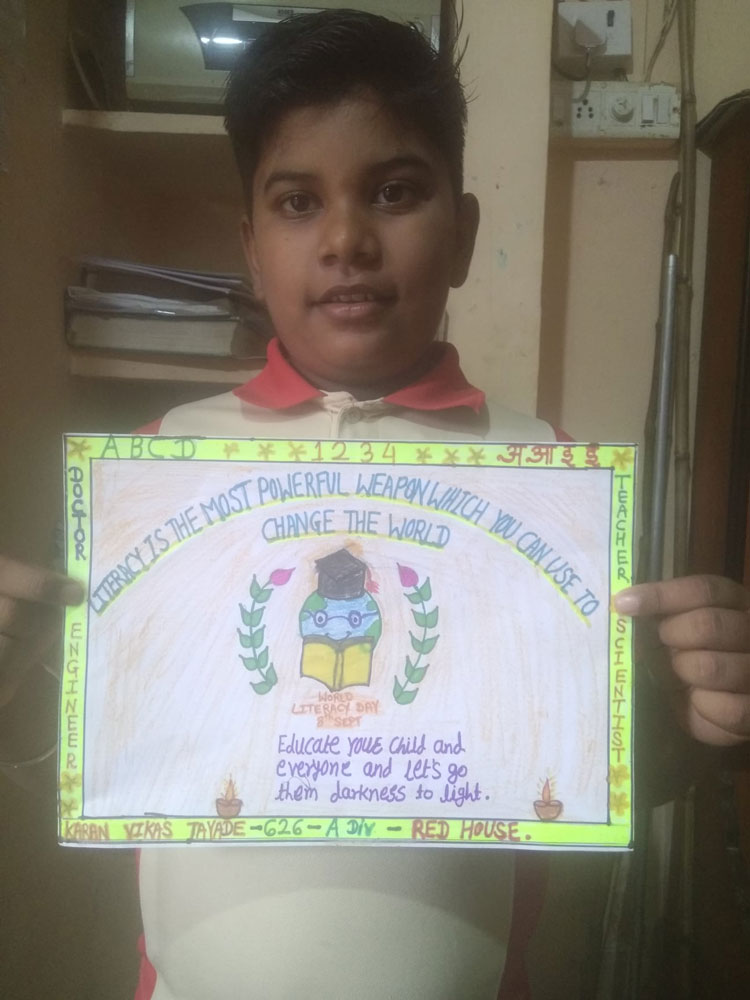 ABCD 1234 अ आ इ ई
DOCTOR
ENGINEER
TEACHER
SCIENTIST
LITERACY IS THE MOST POWERFUL WEAPON WHICH YOU CAN USE TO
CHANGE THE WORLD
WORLD
LITERACY DAY
8TH SEPT
Educate your child and
everyone and let's go
them darkness to light.
KARAN VIKAS TAYADE - 626 - A DIV - RED HOUSE.